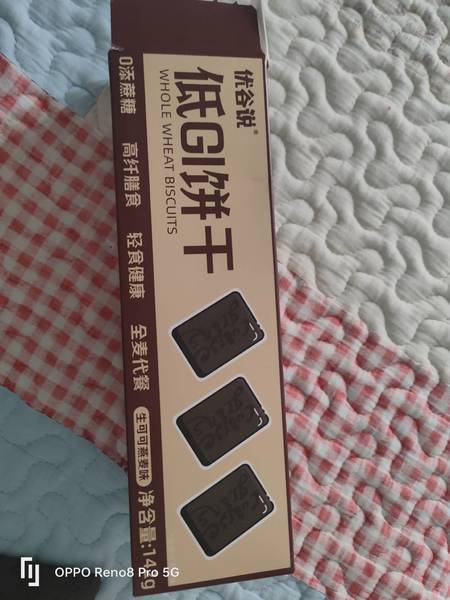 优谷说®
低GI饼干
WHOLE WHEAT BISCUITS
0添蔗糖 高纤膳食 轻食健康 全麦代餐
生可可燕麦味
净含量:
OPPO Reno8 Pro 5G